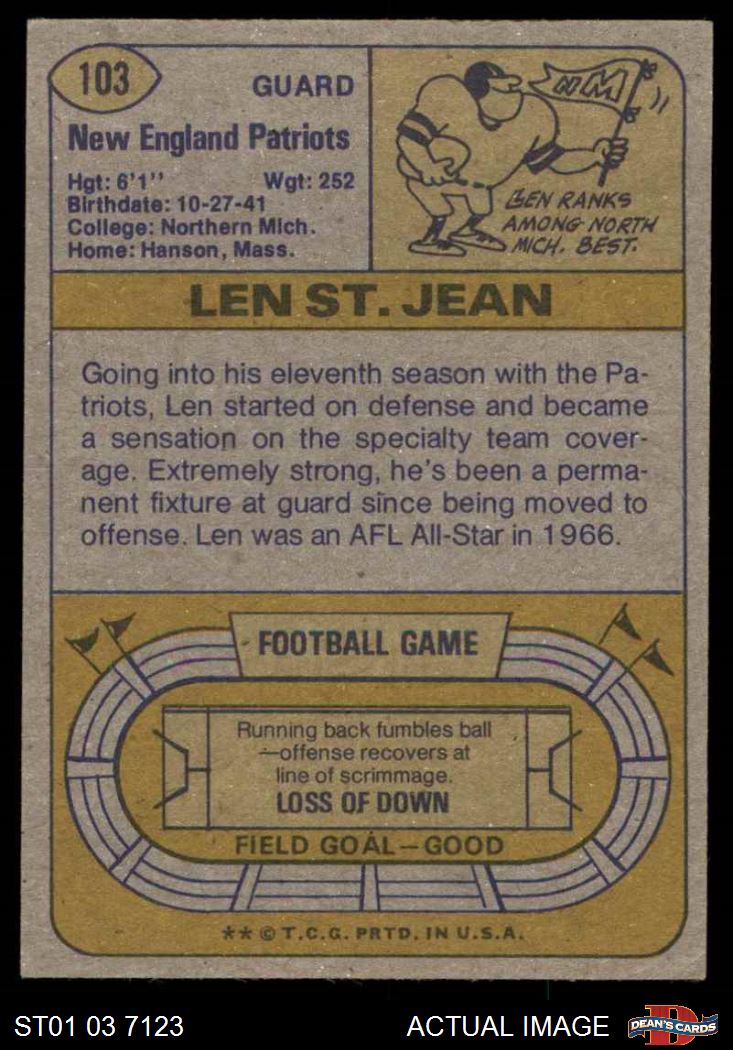 103
GUARD
New England Patriots
Hgt: 6'1" Wgt: 252
Birthdate: 10-27-41
College: Northern Mich.
Home: Hanson, Mass.
NM
LEN RANKS
AMONG NORTH
MICH. BEST.
LEN ST. JEAN
Going into his eleventh season with the Pa-
triots, Len started on defense and became
a sensation on the specialty team cover-
age. Extremely strong, he's been a perma-
nent fixture at guard since being moved to
offense. Len was an AFL All-Star in 1966.
FOOTBALL GAME
Running back fumbles ball
—offense recovers at
line of scrimmage.
LOSS OF DOWN
FIELD GOAL—GOOD
** © T.C.G. PRTD. IN U.S.A.
ST01 03 7123
ACTUAL IMAGE
D
DEAN'S CARDS